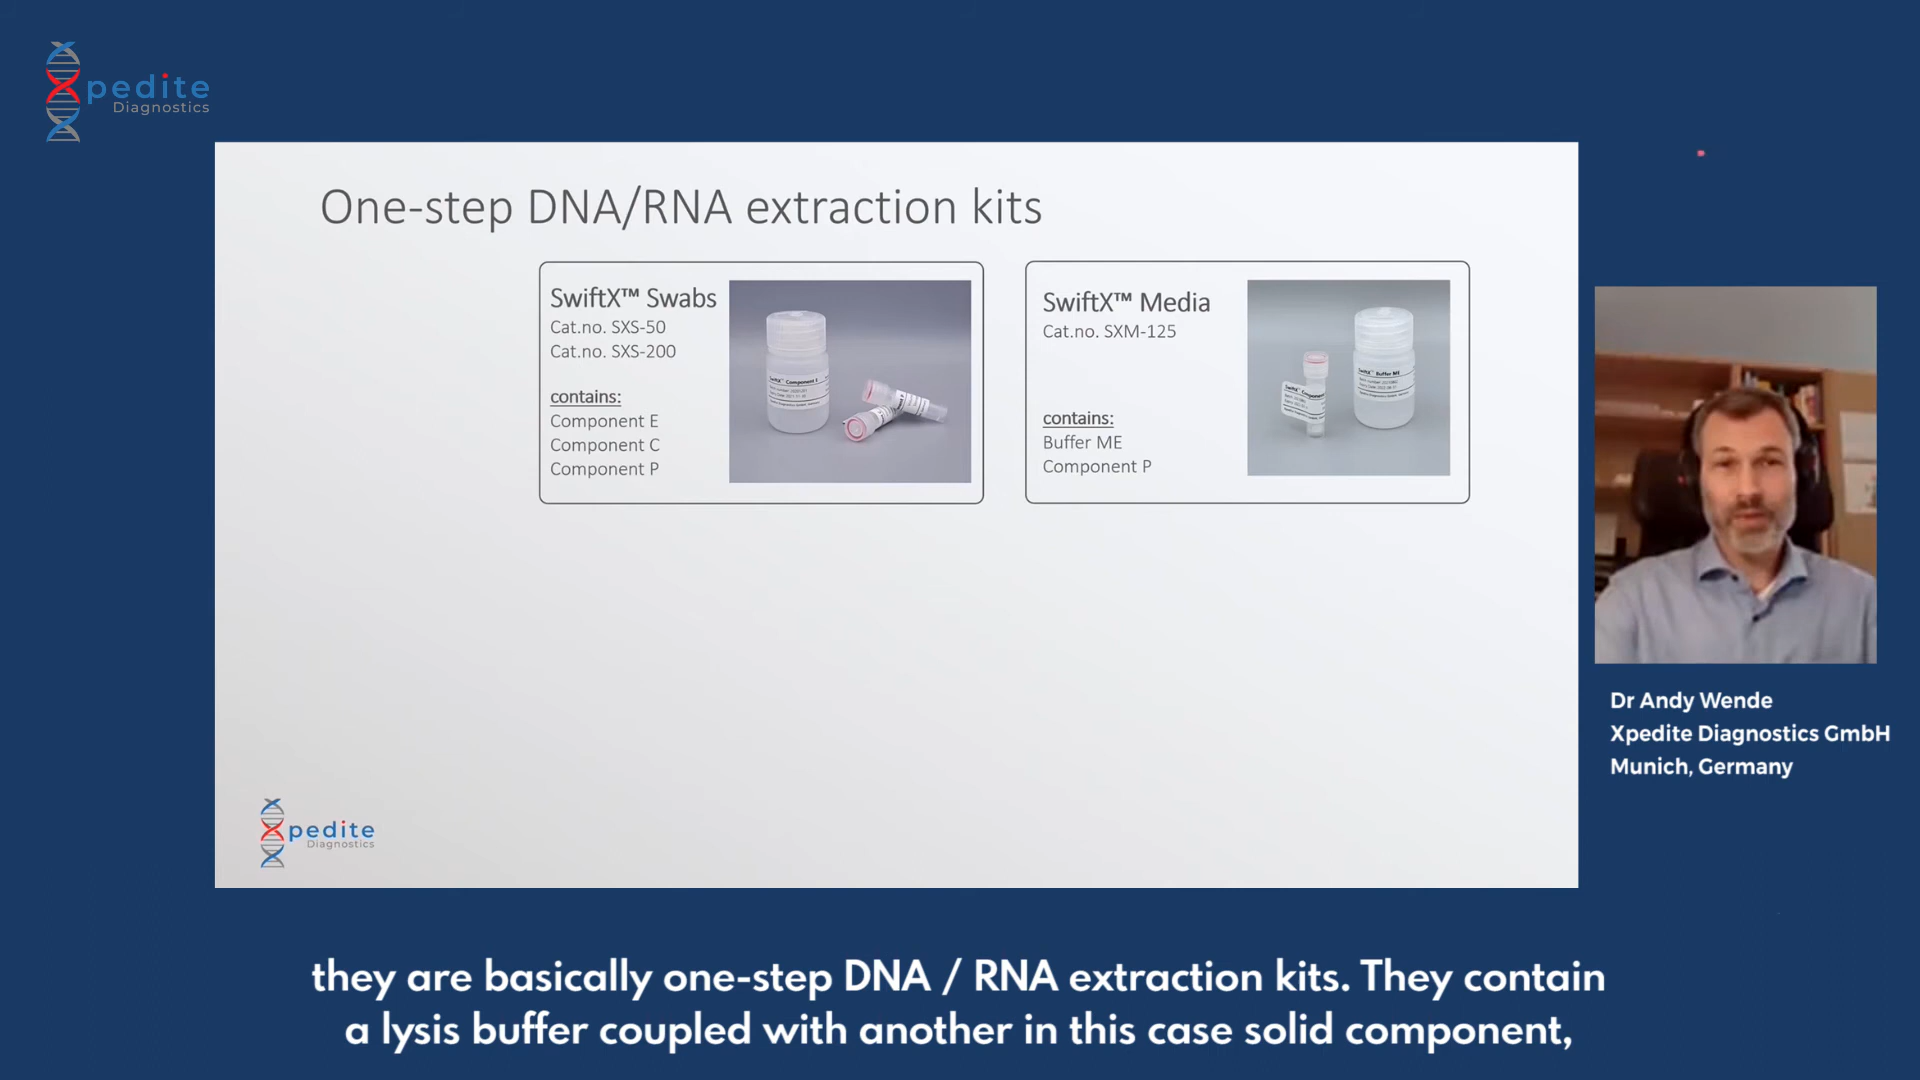 Xpedite
Diagnostics
One-step DNA/RNA extraction kits
SwiftX™ Swabs
Cat.no. SXS-50
Cat.no. SXS-200
contains:
Component E
Component C
Component P
SwiftX™ Media
Cat.no. SXM-125
contains:
Buffer ME
Component P
SwiftX™ Buffer ME
Dr Andy Wende
Xpedite Diagnostics GmbH
Munich, Germany
Xpedite
Diagnostics
they are basically one-step DNA / RNA extraction kits. They contain
a lysis buffer coupled with another in this case solid component,